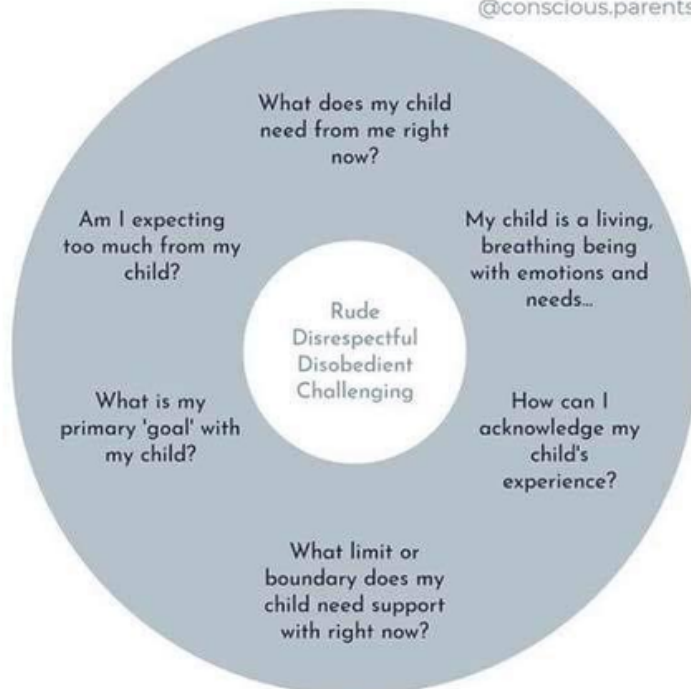 @conscious.parents
What does my child
need from me right
now?
Am I expecting
too much from my
child?
My child is a living,
breathing being
with emotions and
needs...
Rude
Disrespectful
Disobedient
Challenging
What is my
primary 'goal' with
my child?
How can I
acknowledge my
child's
experience?
What limit or
boundary does my
child need support
with right now?